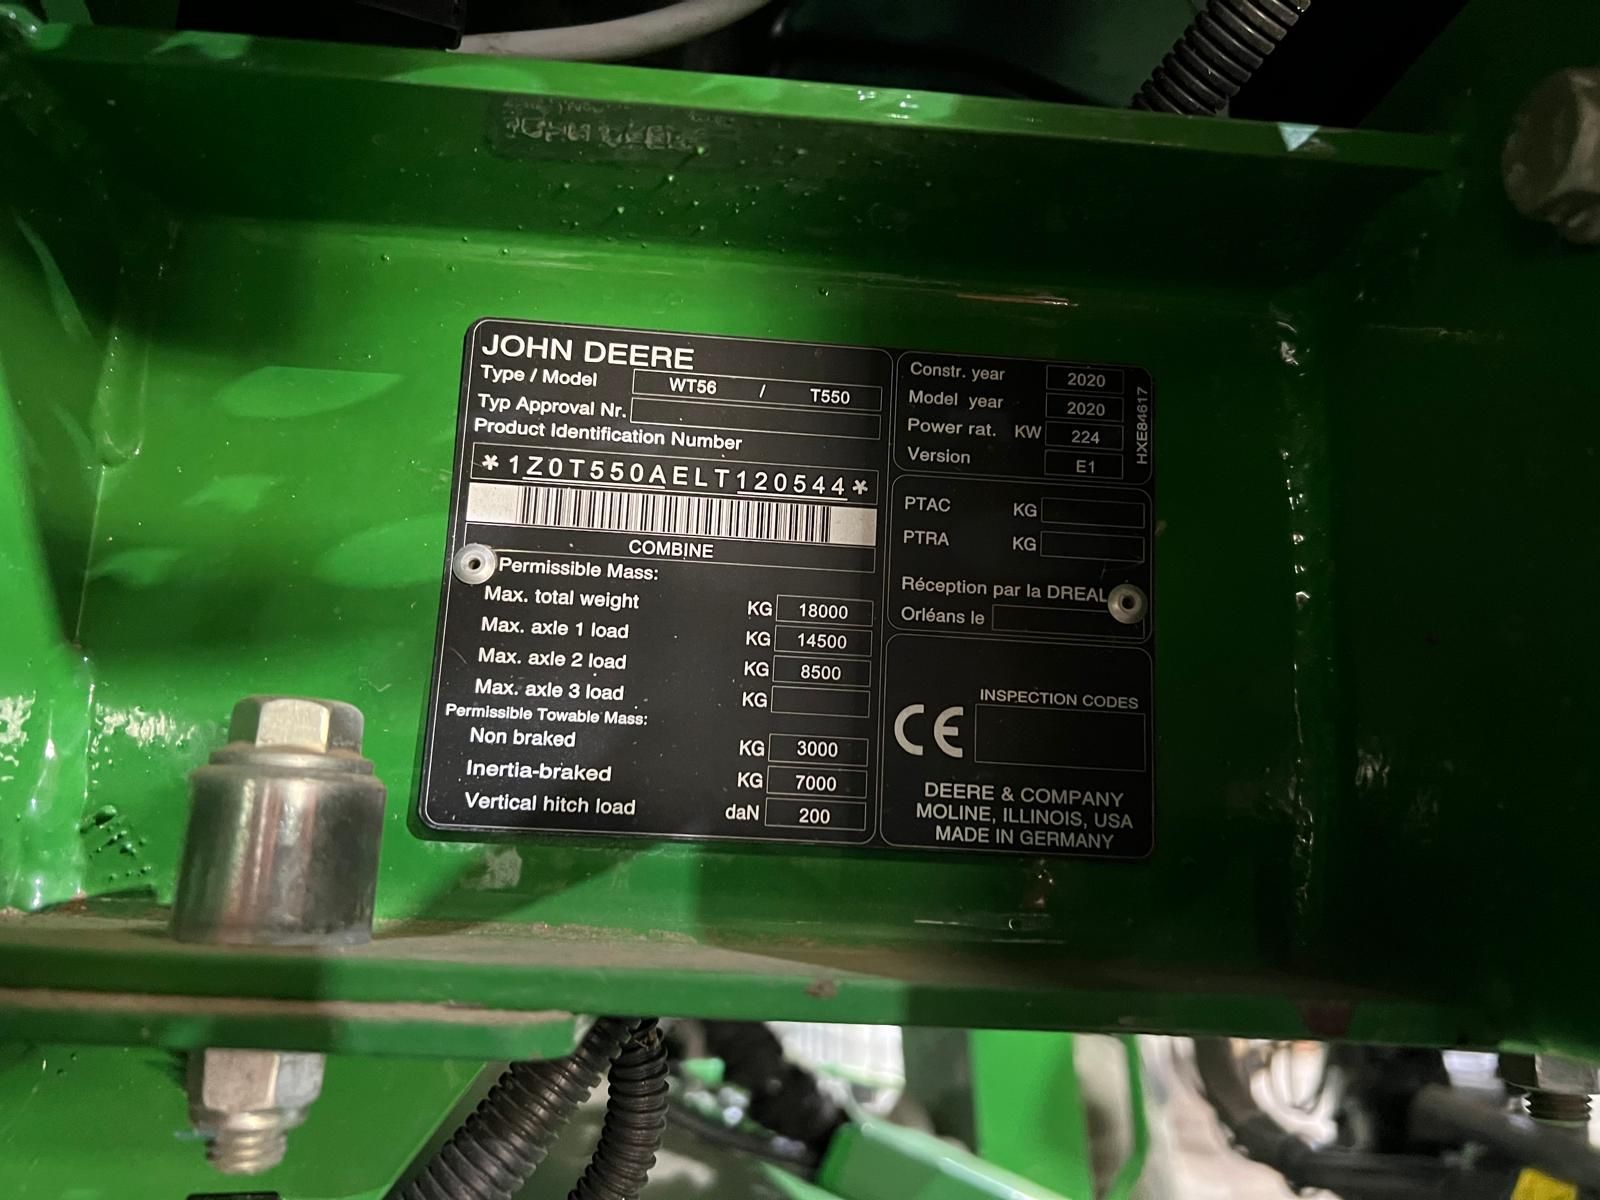 JOHN DEERE
Type / Model WT56 / T550
Typ Approval Nr.
Product Identification Number
*1Z0T550AELT120544*
COMBINE
Permissible Mass:
Max. total weight KG 18000
Max. axle 1 load KG 14500
Max. axle 2 load KG 8500
Max. axle 3 load KG
Permissible Towable Mass:
Non braked KG 3000
Inertia-braked KG 7000
Vertical hitch load daN 200
Constr. year 2020
Model year 2020
Power rat. KW 224
Version E1
HXE84617
PTAC KG
PTRA KG
Réception par la DREAL
Orléans le
INSPECTION CODES
CE
DEERE & COMPANY
MOLINE, ILLINOIS, USA
MADE IN GERMANY